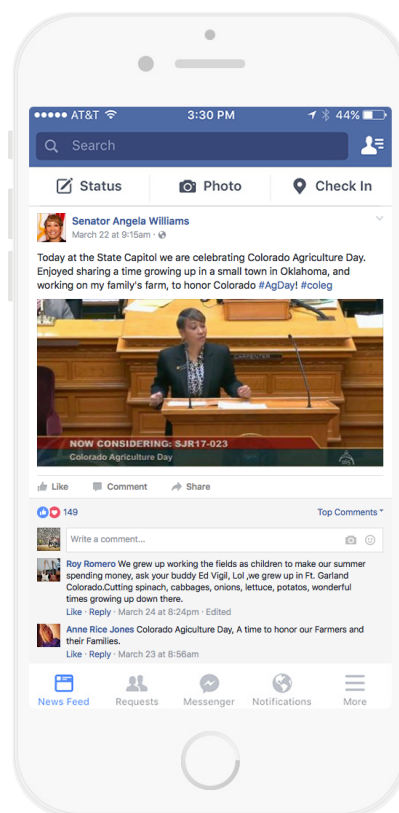 AT&T 3:30 PM 44%
Search
Status Photo Check In
Senator Angela Williams
March 22 at 9:15am ·
Today at the State Capitol we are celebrating Colorado Agriculture Day.
Enjoyed sharing a time growing up in a small town in Oklahoma, and
working on my family's farm, to honor Colorado #AgDay! #coleg
CARPENTER
NOW CONSIDERING: SJR17-023
Colorado Agriculture Day
Like Comment Share
149 Top Comments
Write a comment...
Roy Romero We grew up working the fields as children to make our summer
spending money, ask your buddy Ed Vigil, Lol ,we grew up in Ft. Garland
Colorado.Cutting spinach, cabbages, onions, lettuce, potatos, wonderful
times growing up down there.
Like · Reply · March 24 at 8:24pm · Edited
Anne Rice Jones Colorado Agiculture Day, A time to honor our Farmers and
their Families.
Like · Reply · March 23 at 8:56am
News Feed Requests Messenger Notifications More